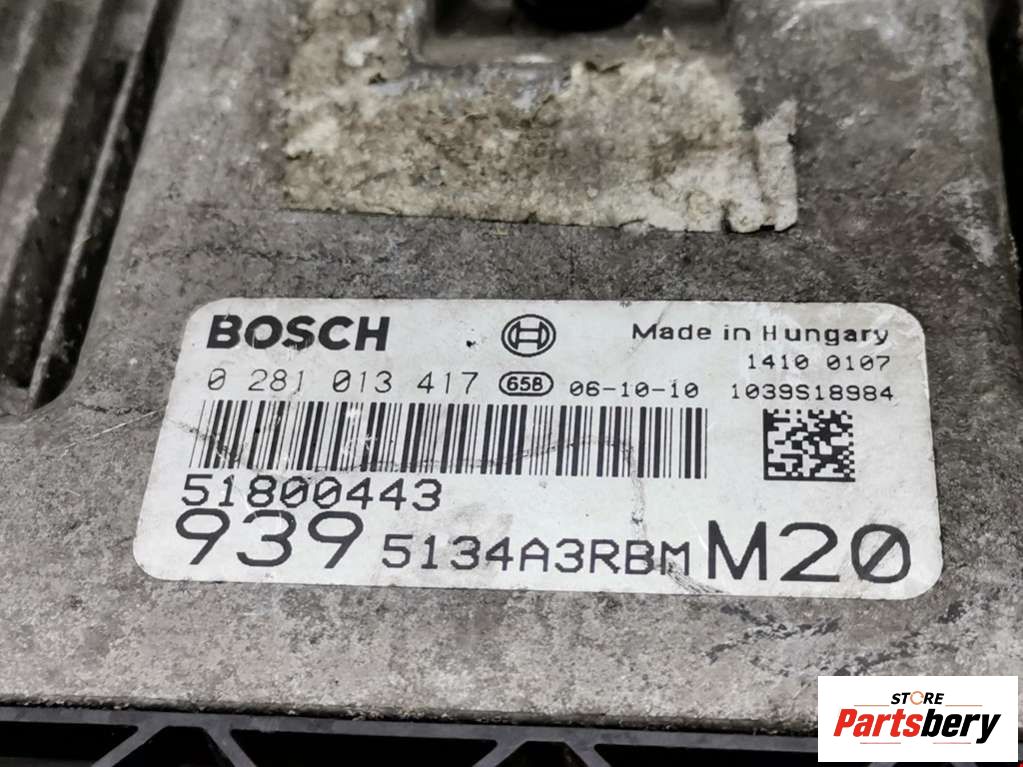 BOSCH Made in Hungary
1410 0107
0 281 013 417 658 06-10-10 1039S18984
51800443
939 5134A3RBM M20
STORE
Partsbery